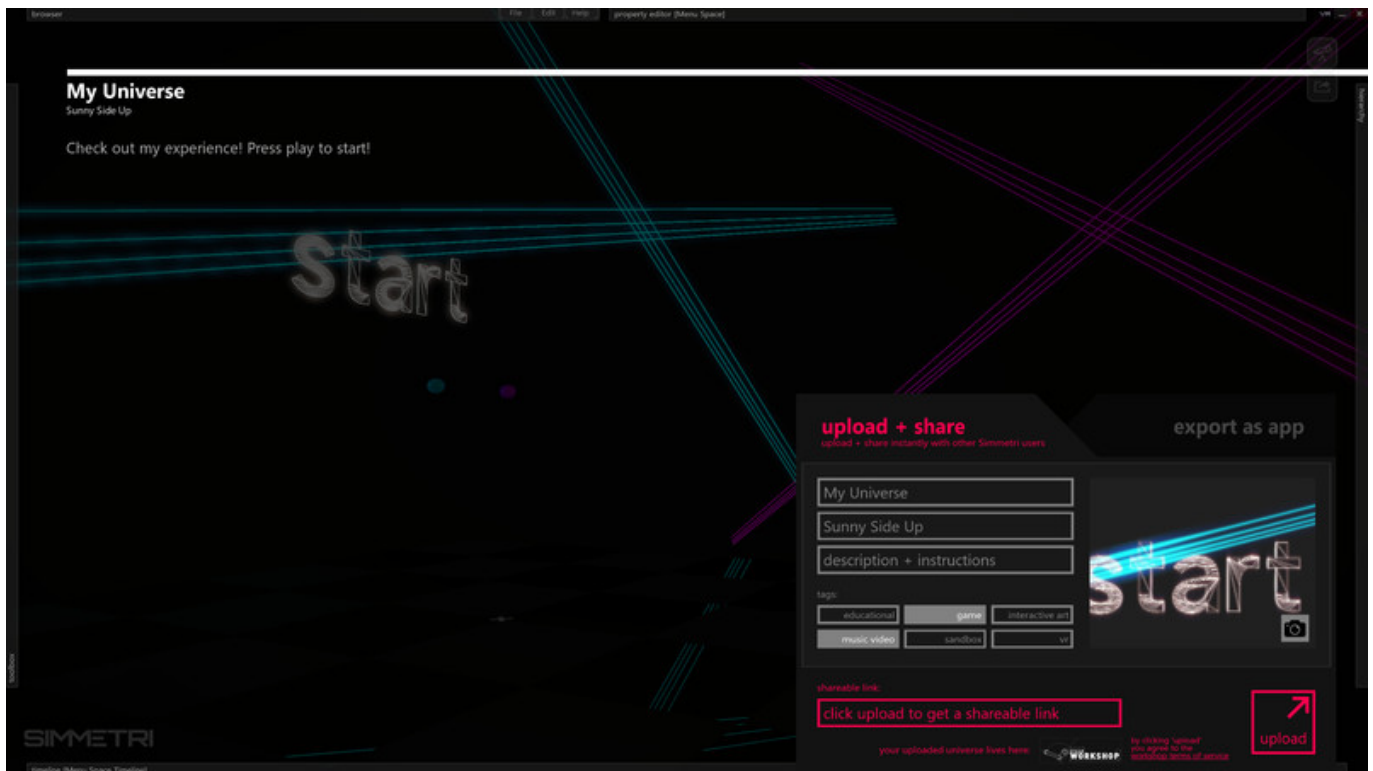 browser
File Edit Help
property editor [Menu Space]
VR
My Universe
Sunny Side Up
Check out my experience! Press play to start!
hierarchy
start
toolbox
upload + share
upload + share instantly with other Simmetri users
export as app
My Universe
Sunny Side Up
description + instructions
start
tags:
educational game interactive art
music video sandbox vr
shareable link:
click upload to get a shareable link
upload
your uploaded universe lives here:
WORKSHOP
by clicking 'upload'
you agree to the
workshop terms of service
SIMMETRI
timeline [Menu Space Timeline]